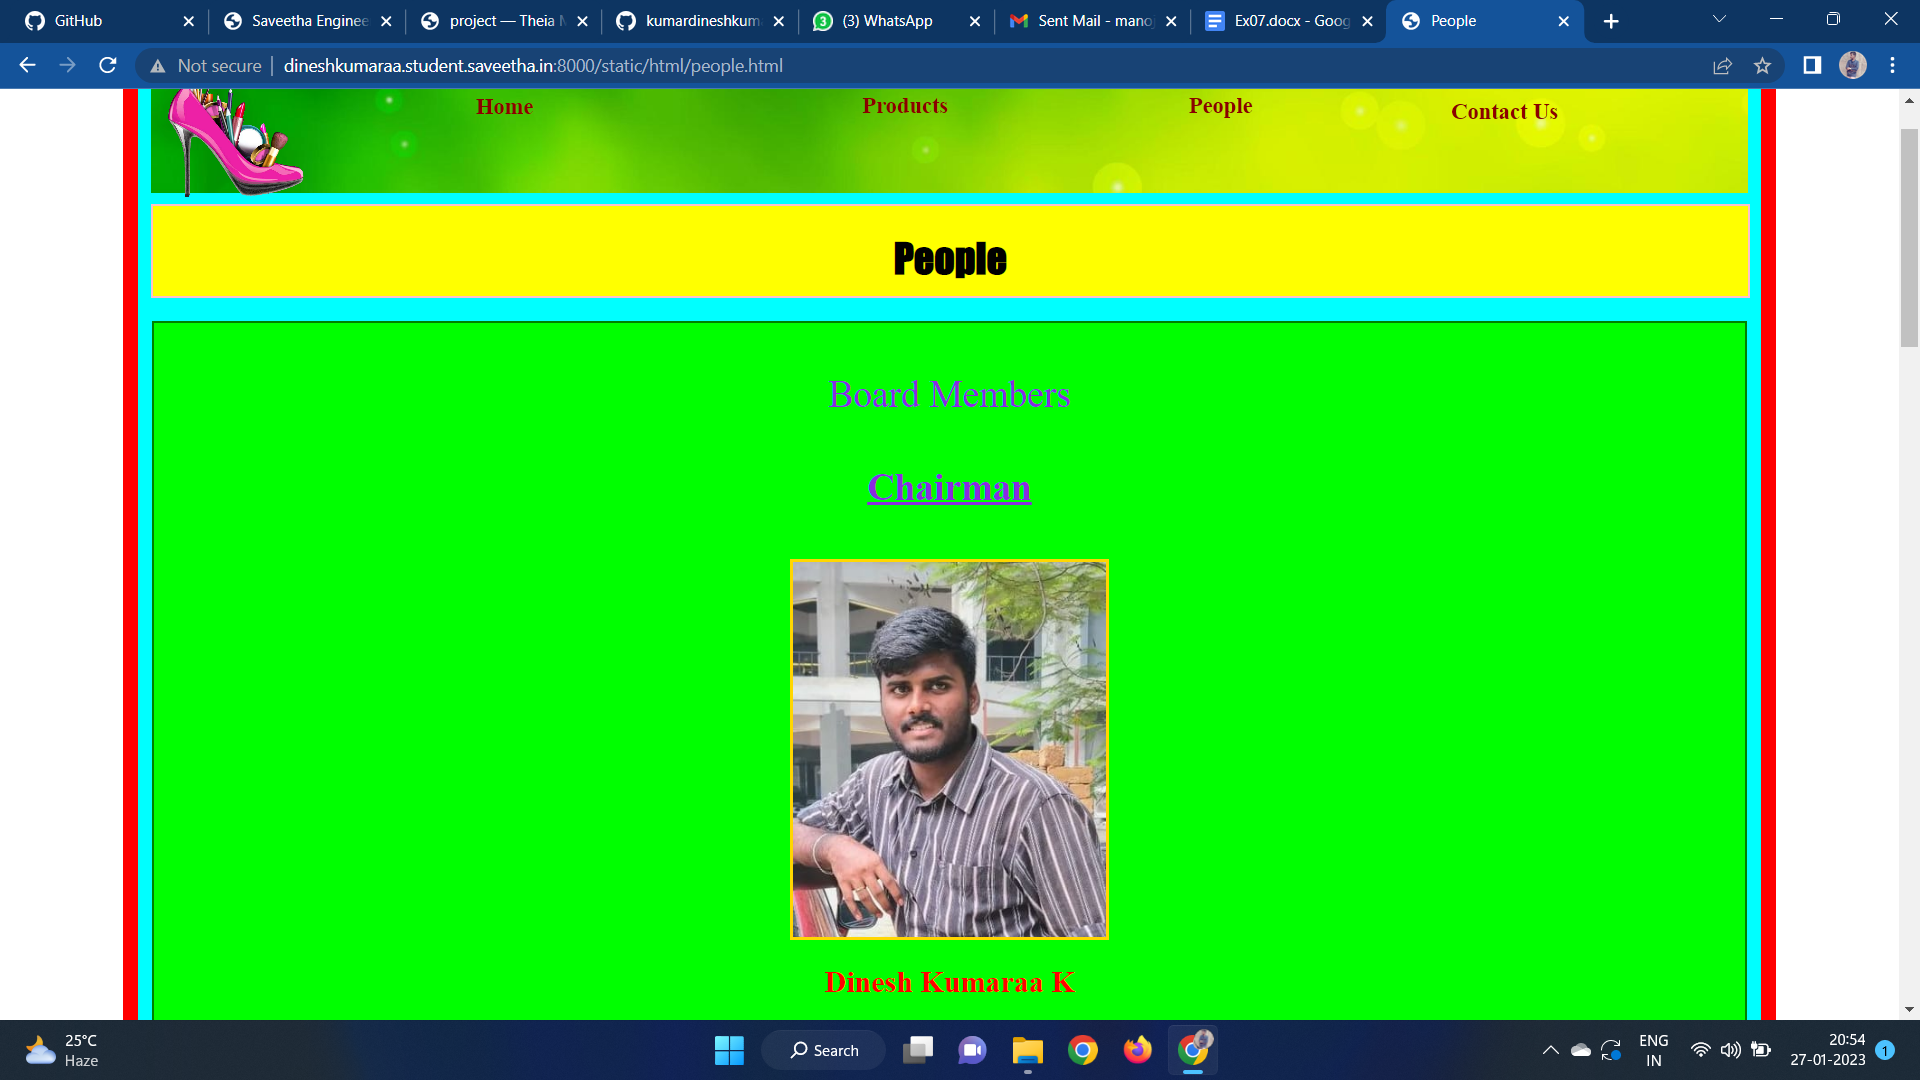 GitHub
Saveetha Enginee
project — Theia
kumardineshkum
(3) WhatsApp
Sent Mail - mano
Ex07.docx - Goog
People
Not secure
dineshkumaraa.student.saveetha.in:8000/static/html/people.html
Home
Products
People
Contact Us
People
Board Members
Chairman
Dinesh Kumaraa K
25°C
Haze
Search
ENG
IN
20:54
27-01-2023
1